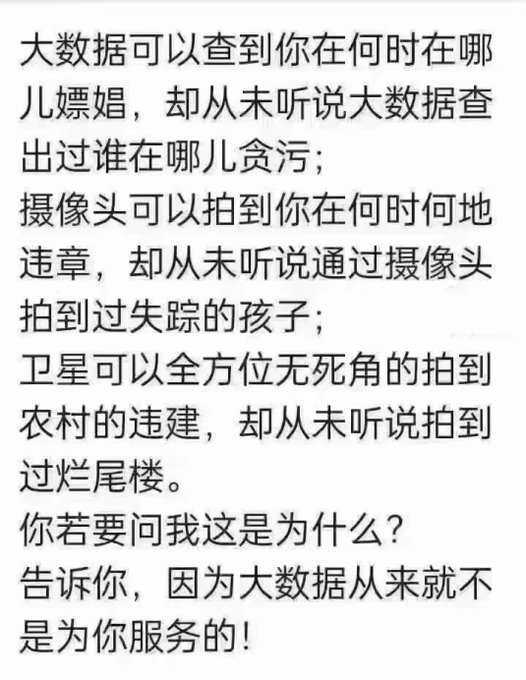 大数据可以查到你在何时在哪
儿嫖娼，却从未听说大数据查
出过谁在哪儿贪污；
摄像头可以拍到你在何时何地
违章，却从未听说通过摄像头
拍到过失踪的孩子；
卫星可以全方位无死角的拍到
农村的违建，却从未听说拍到
过烂尾楼。
你若要问我这是为什么？
告诉你，因为大数据从来就不
是为你服务的！